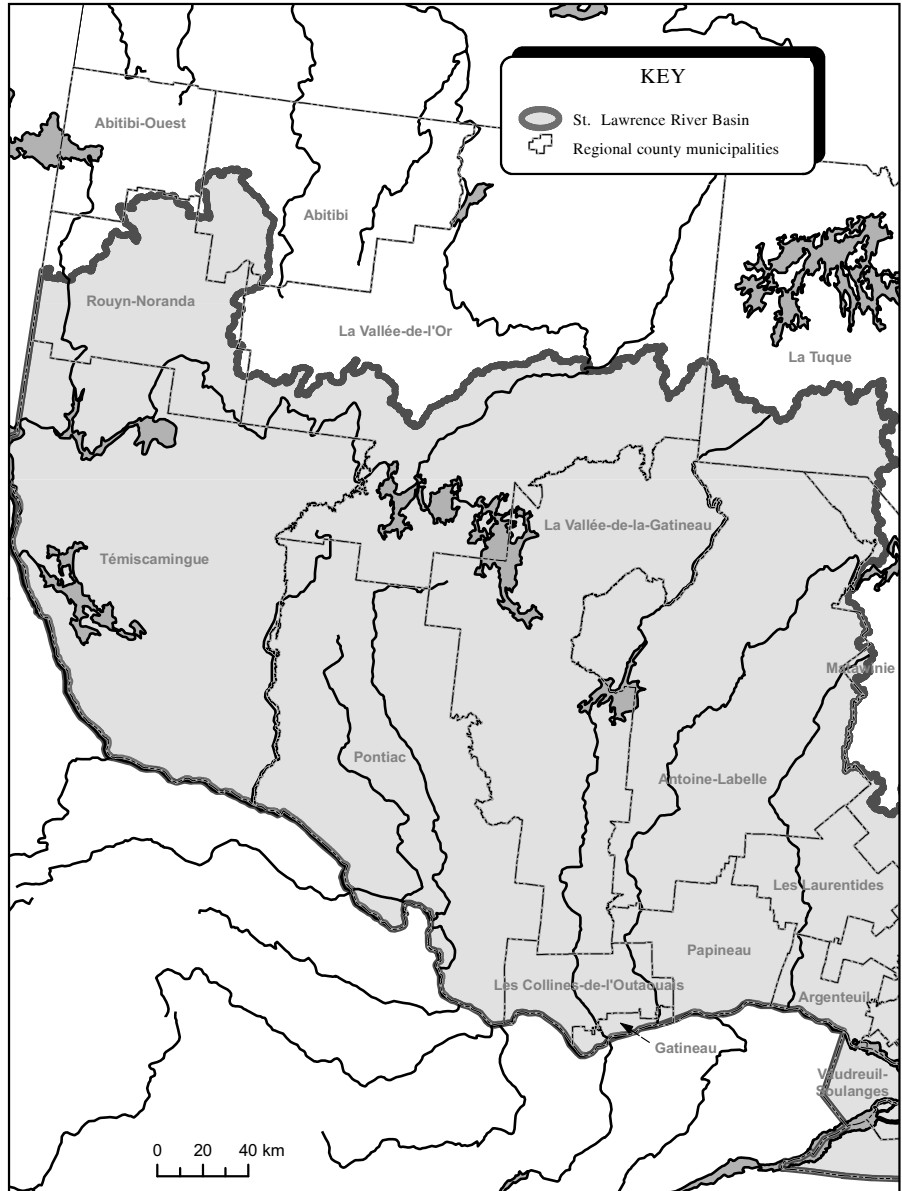 KEY
St. Lawrence River Basin
Regional county municipalities
Abitibi-Ouest
Abitibi
Rouyn-Noranda
La Vallée-de-l'Or
La Tuque
La Vallée-de-la-Gatineau
Témiscamingue
Matawinie
Pontiac
Antoine-Labelle
Les Laurentides
Papineau
Les Collines-de-l'Outaouais
Argenteuil
Gatineau
Vaudreuil-
Soulanges
0 20 40 km